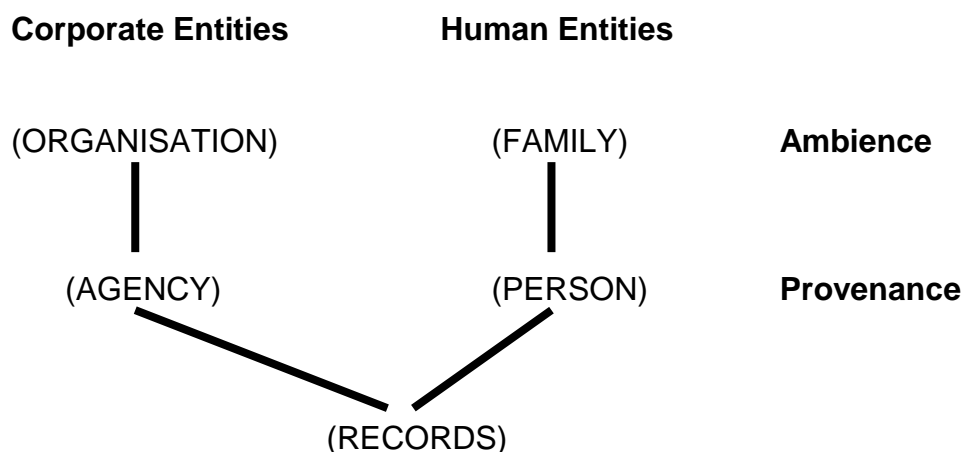 Corporate Entities Human Entities
(ORGANISATION) (FAMILY) Ambience
(AGENCY) (PERSON) Provenance
(RECORDS)